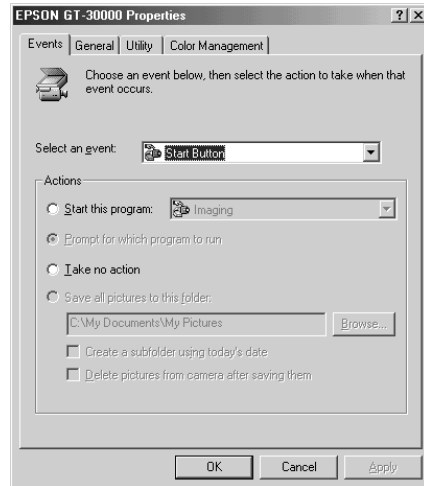 EPSON GT-30000 Properties
Events General Utility Color Management
Choose an event below, then select the action to take when that
event occurs.
Select an event: Start Button
Actions
Start this program: Imaging
Prompt for which program to run
Take no action
Save all pictures to this folder:
C:\My Documents\My Pictures Browse...
Create a subfolder using today's date
Delete pictures from camera after saving them
OK Cancel Apply